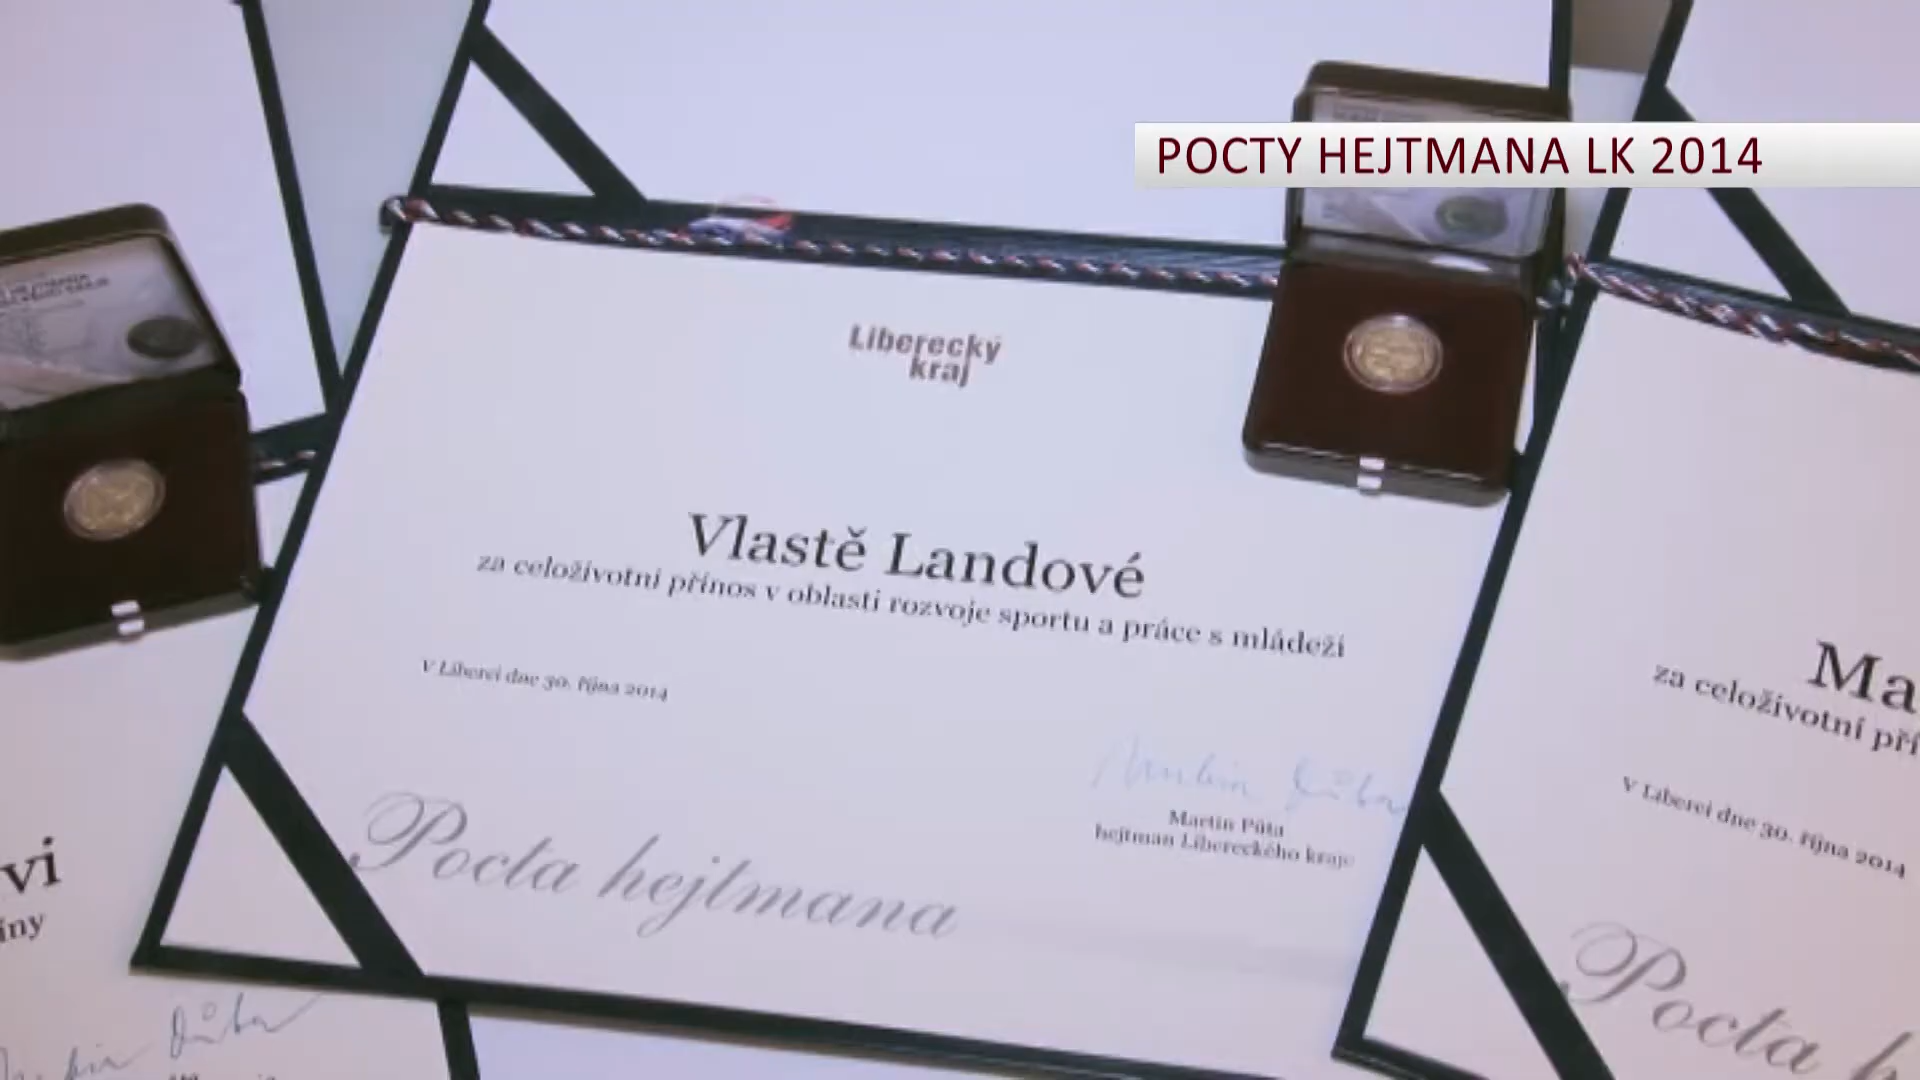 POCTY HEJTMANA LK 2014
Liberecký
kraj
Vlastě Landové
za celoživotní přínos v oblasti rozvoje sportu a práce s mládeží
V Liberci dne 30. října 2014
Martin Půta
hejtman Libereckého kraje
Pocta hejtmana
Ma
za celoživotní pří
V Liberci dne 30. října 2014
Pocta h
vi
iny